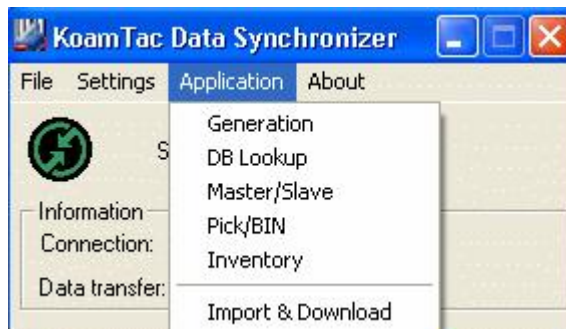 KoamTac Data Synchronizer
File Settings Application About
Generation
S
DB Lookup
Master/Slave
Information
Pick/BIN
Connection:
Inventory
Data transfer:
Import & Download